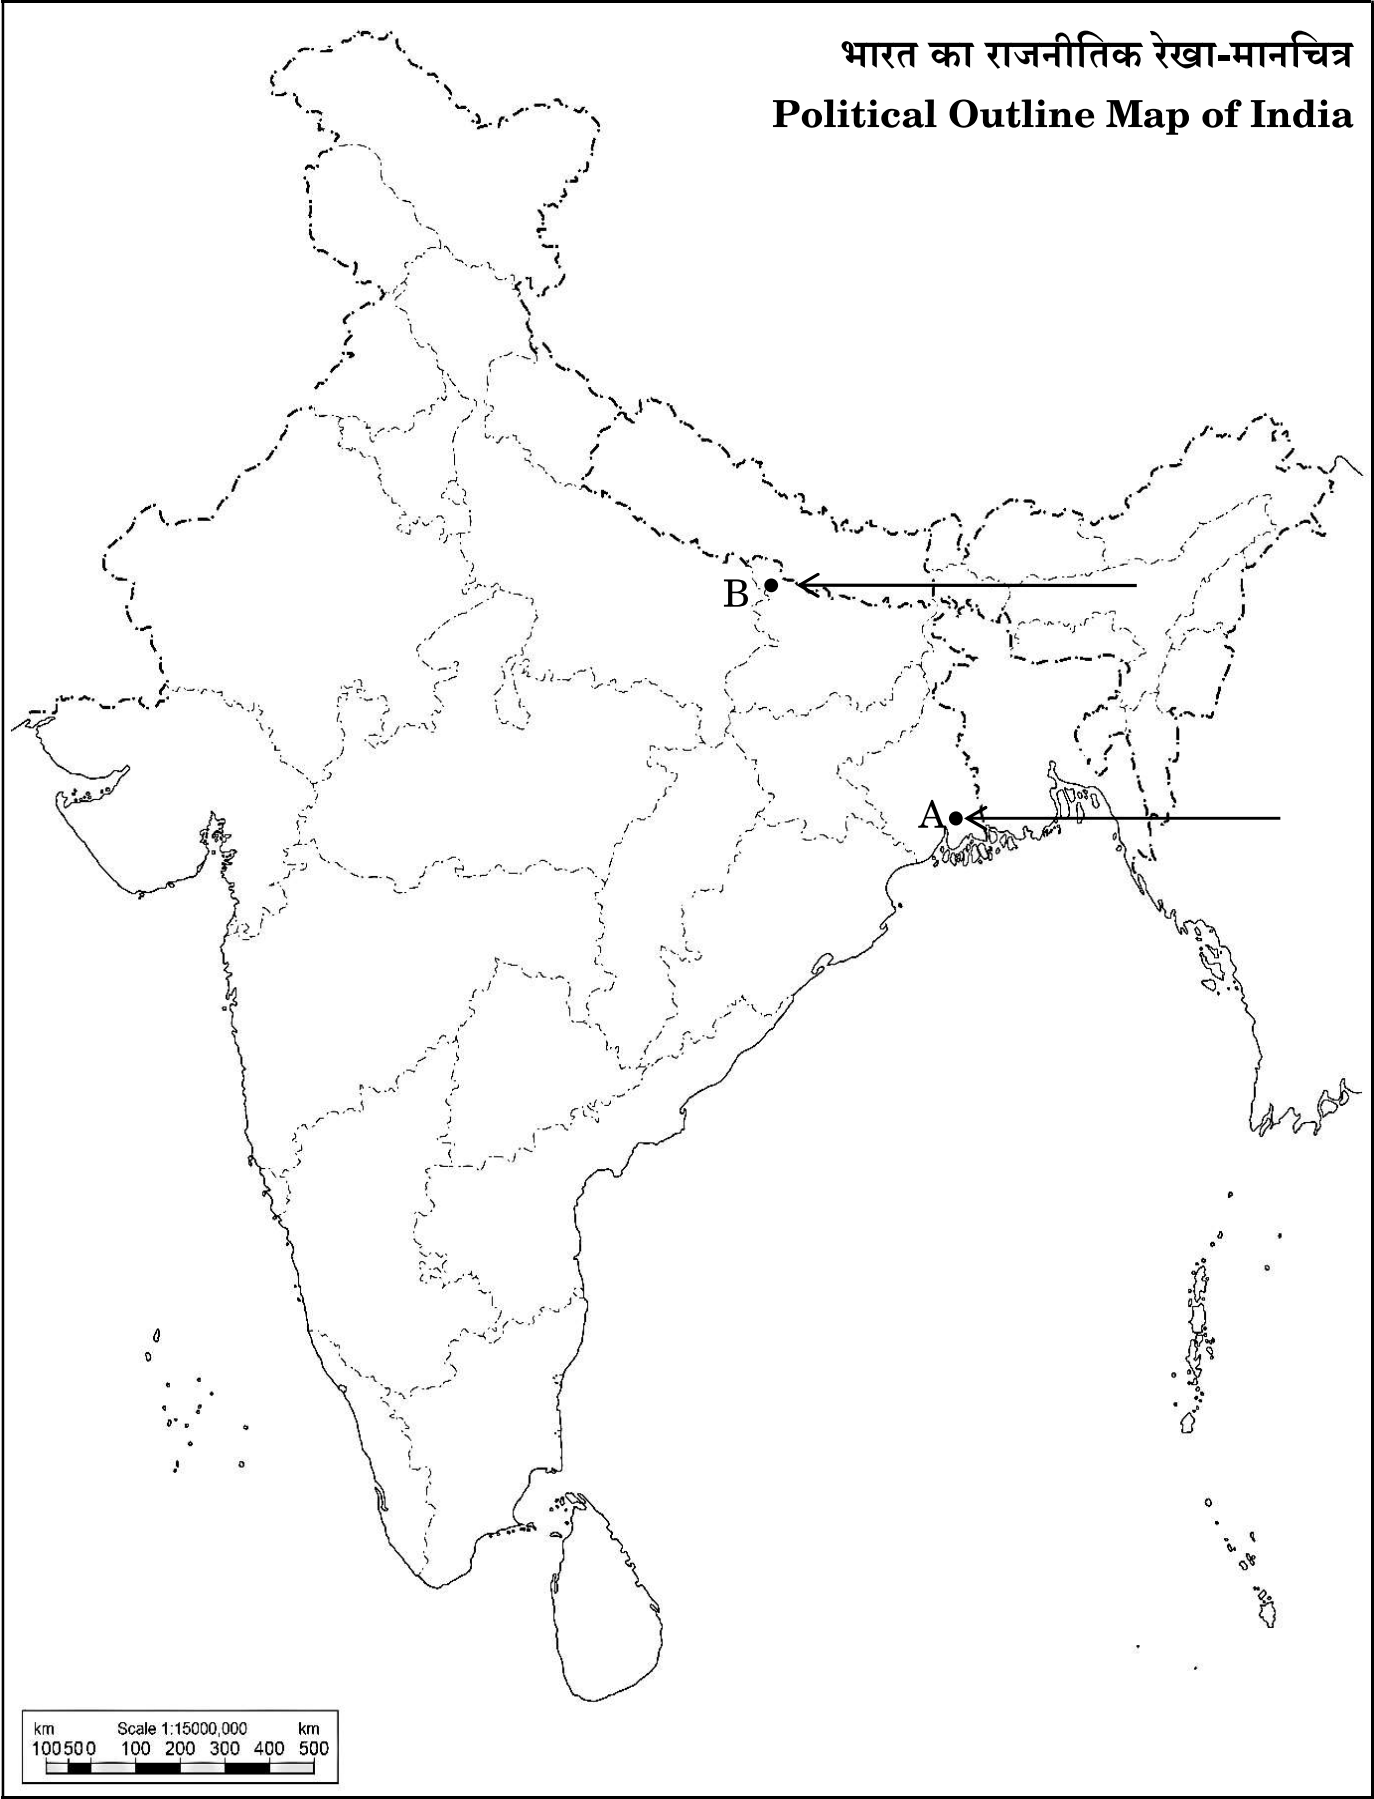 भारत का राजनीतिक रेखा-मानचित्र
Political Outline Map of India
B
A
km Scale 1:15000,000 km
100 50 0 100 200 300 400 500